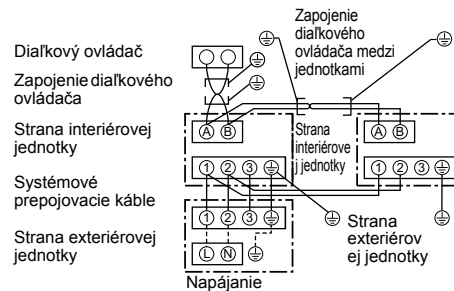 Diaľkový ovládač
Zapojenie diaľkového
ovládača
Strana interiérovej
jednotky
Systémové
prepojovacie káble
Strana exteriérovej
jednotky
Zapojenie
diaľkového
ovládača medzi
jednotkami
A B
Strana
interiérove
j jednotky
A B
1 2 3
1 2 3
1 2 3
L N
Strana
exteriérov
ej jednotky
Napájanie